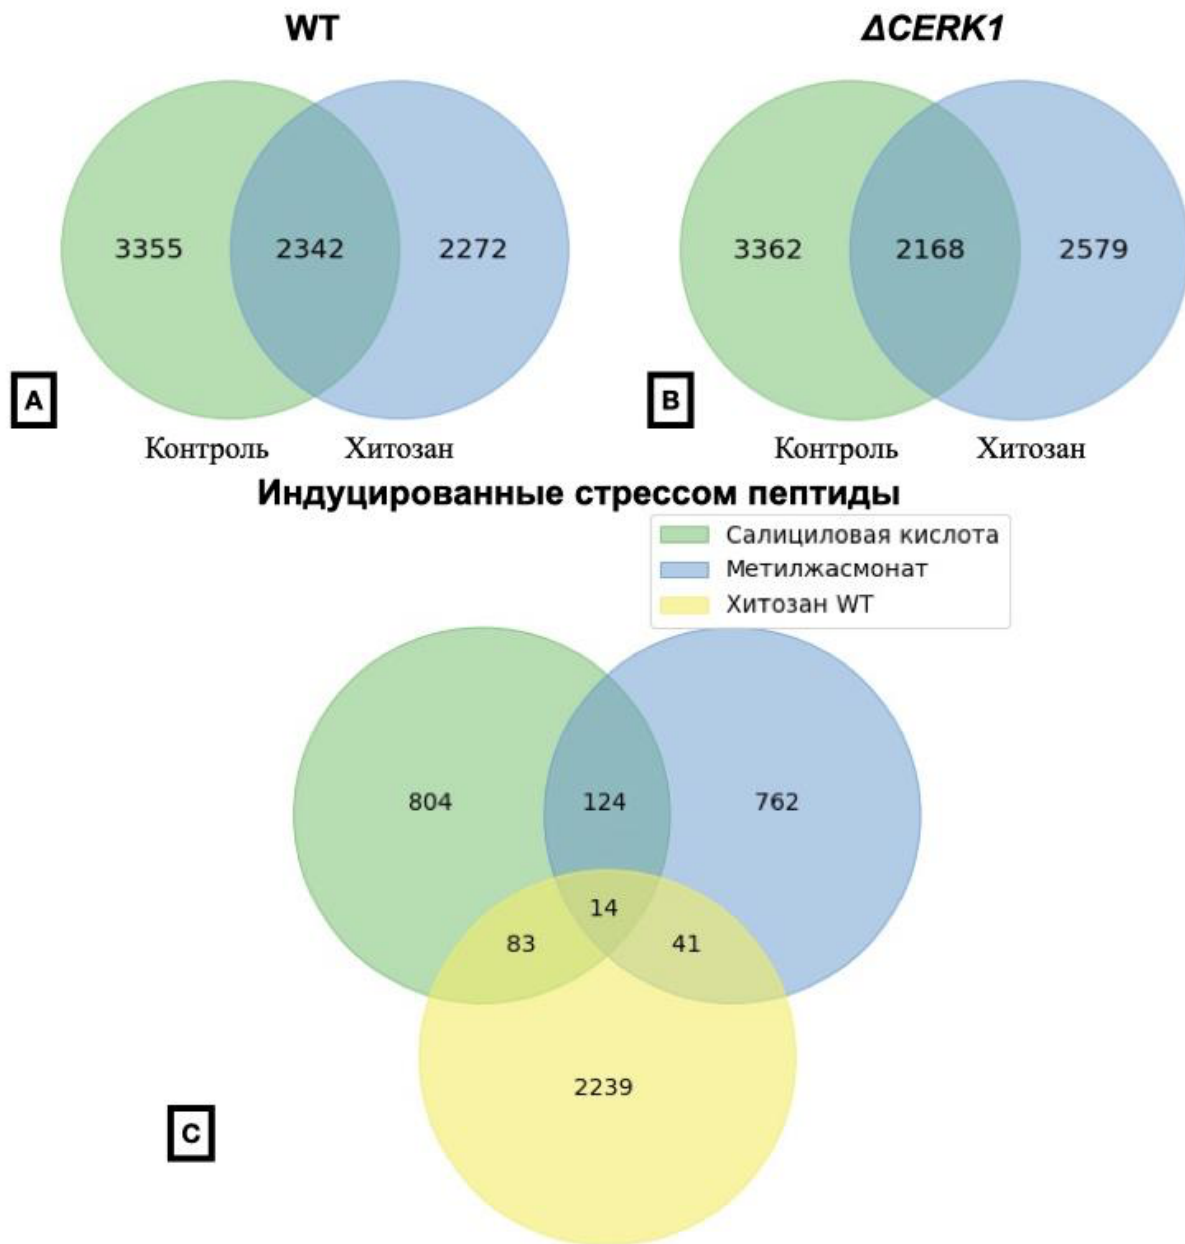 WT
ΔCERK1
3355 2342 2272
3362 2168 2579
A
B
Контроль Хитозан
Контроль Хитозан
Индуцированные стрессом пептиды
Салициловая кислота
Метилжасмонат
Хитозан WT
804 124 762
14
83 41
2239
C